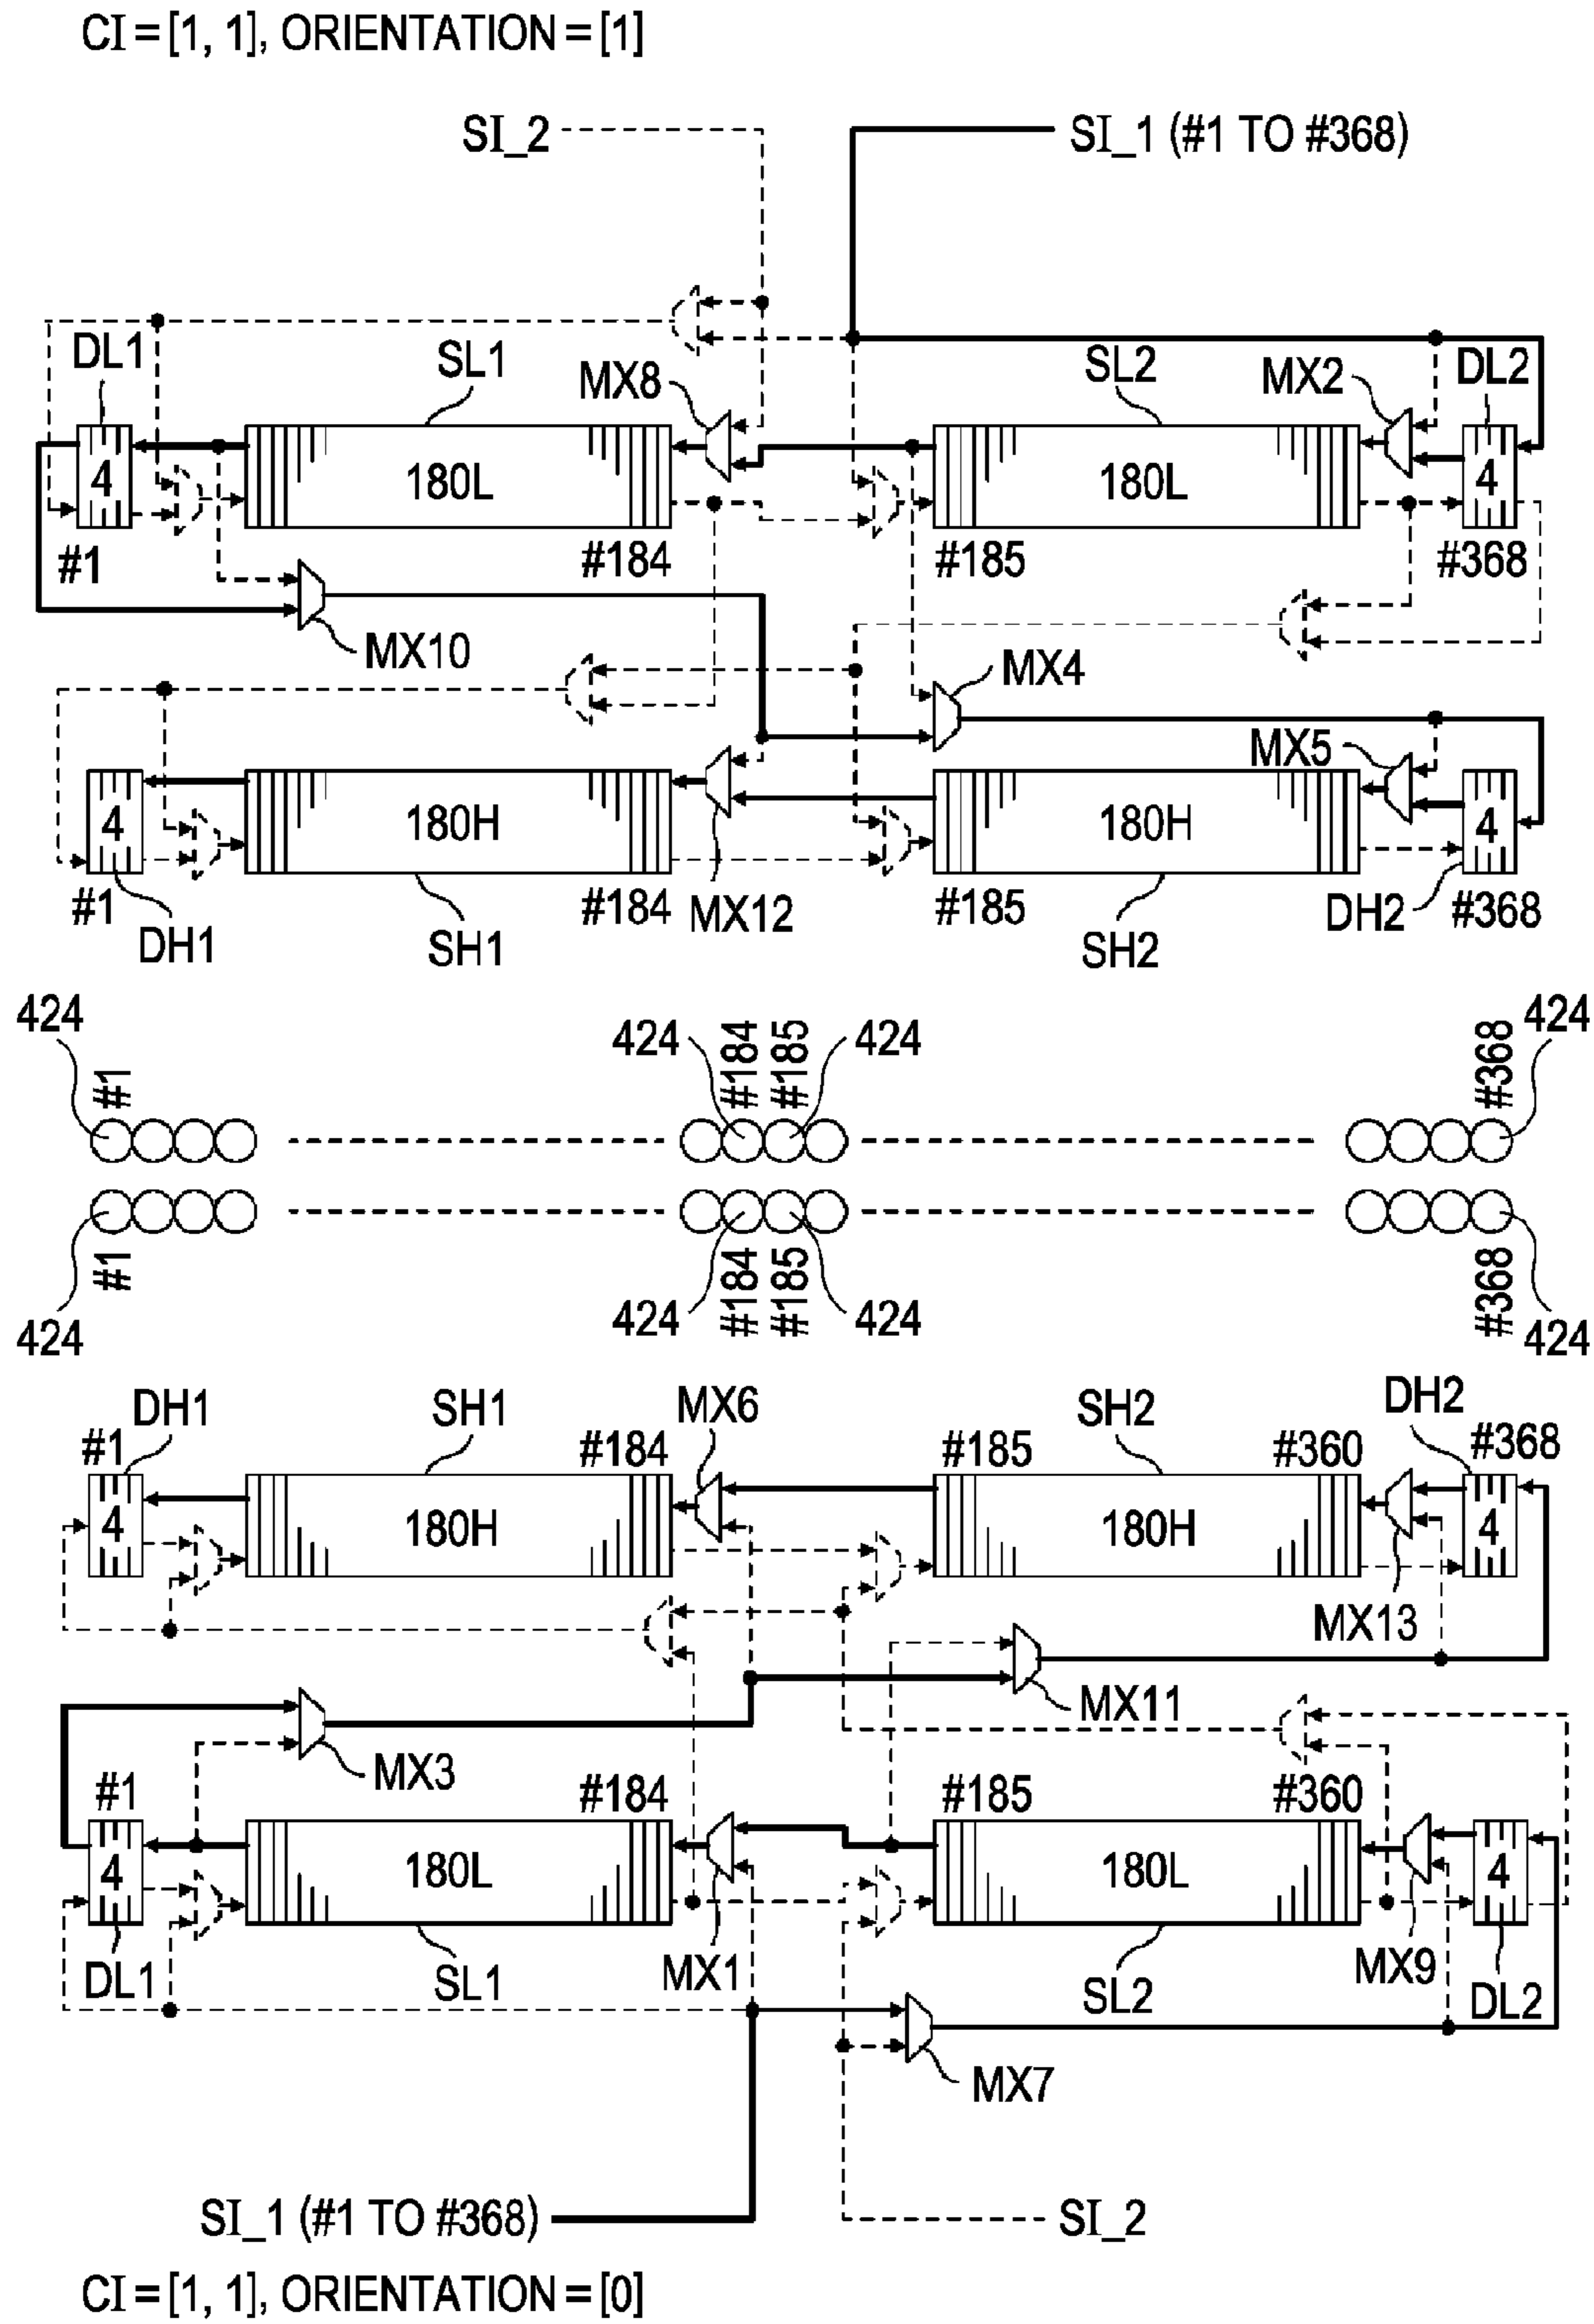 CI = [1, 1], ORIENTATION = [1]
SI_2
SI_1 (#1 TO #368)
DL1
SL1
MX8
SL2
MX2
DL2
4
180L
180L
4
#1
#184
#185
#368
MX10
MX4
MX5
4
180H
180H
4
#1
#184
MX12
#185
DH2
#368
DH1
SH1
SH2
424
#1
424
#184
#185
424
#368
424
424
#1
424
#184
#185
424
#368
424
#1
DH1
SH1
#184
MX6
#185
SH2
#360
DH2
#368
4
180H
180H
4
MX13
MX11
MX3
#1
#184
#185
#360
4
180L
180L
4
DL1
SL1
MX1
SL2
MX9
DL2
MX7
SI_1 (#1 TO #368)
SI_2
CI = [1, 1], ORIENTATION = [0]